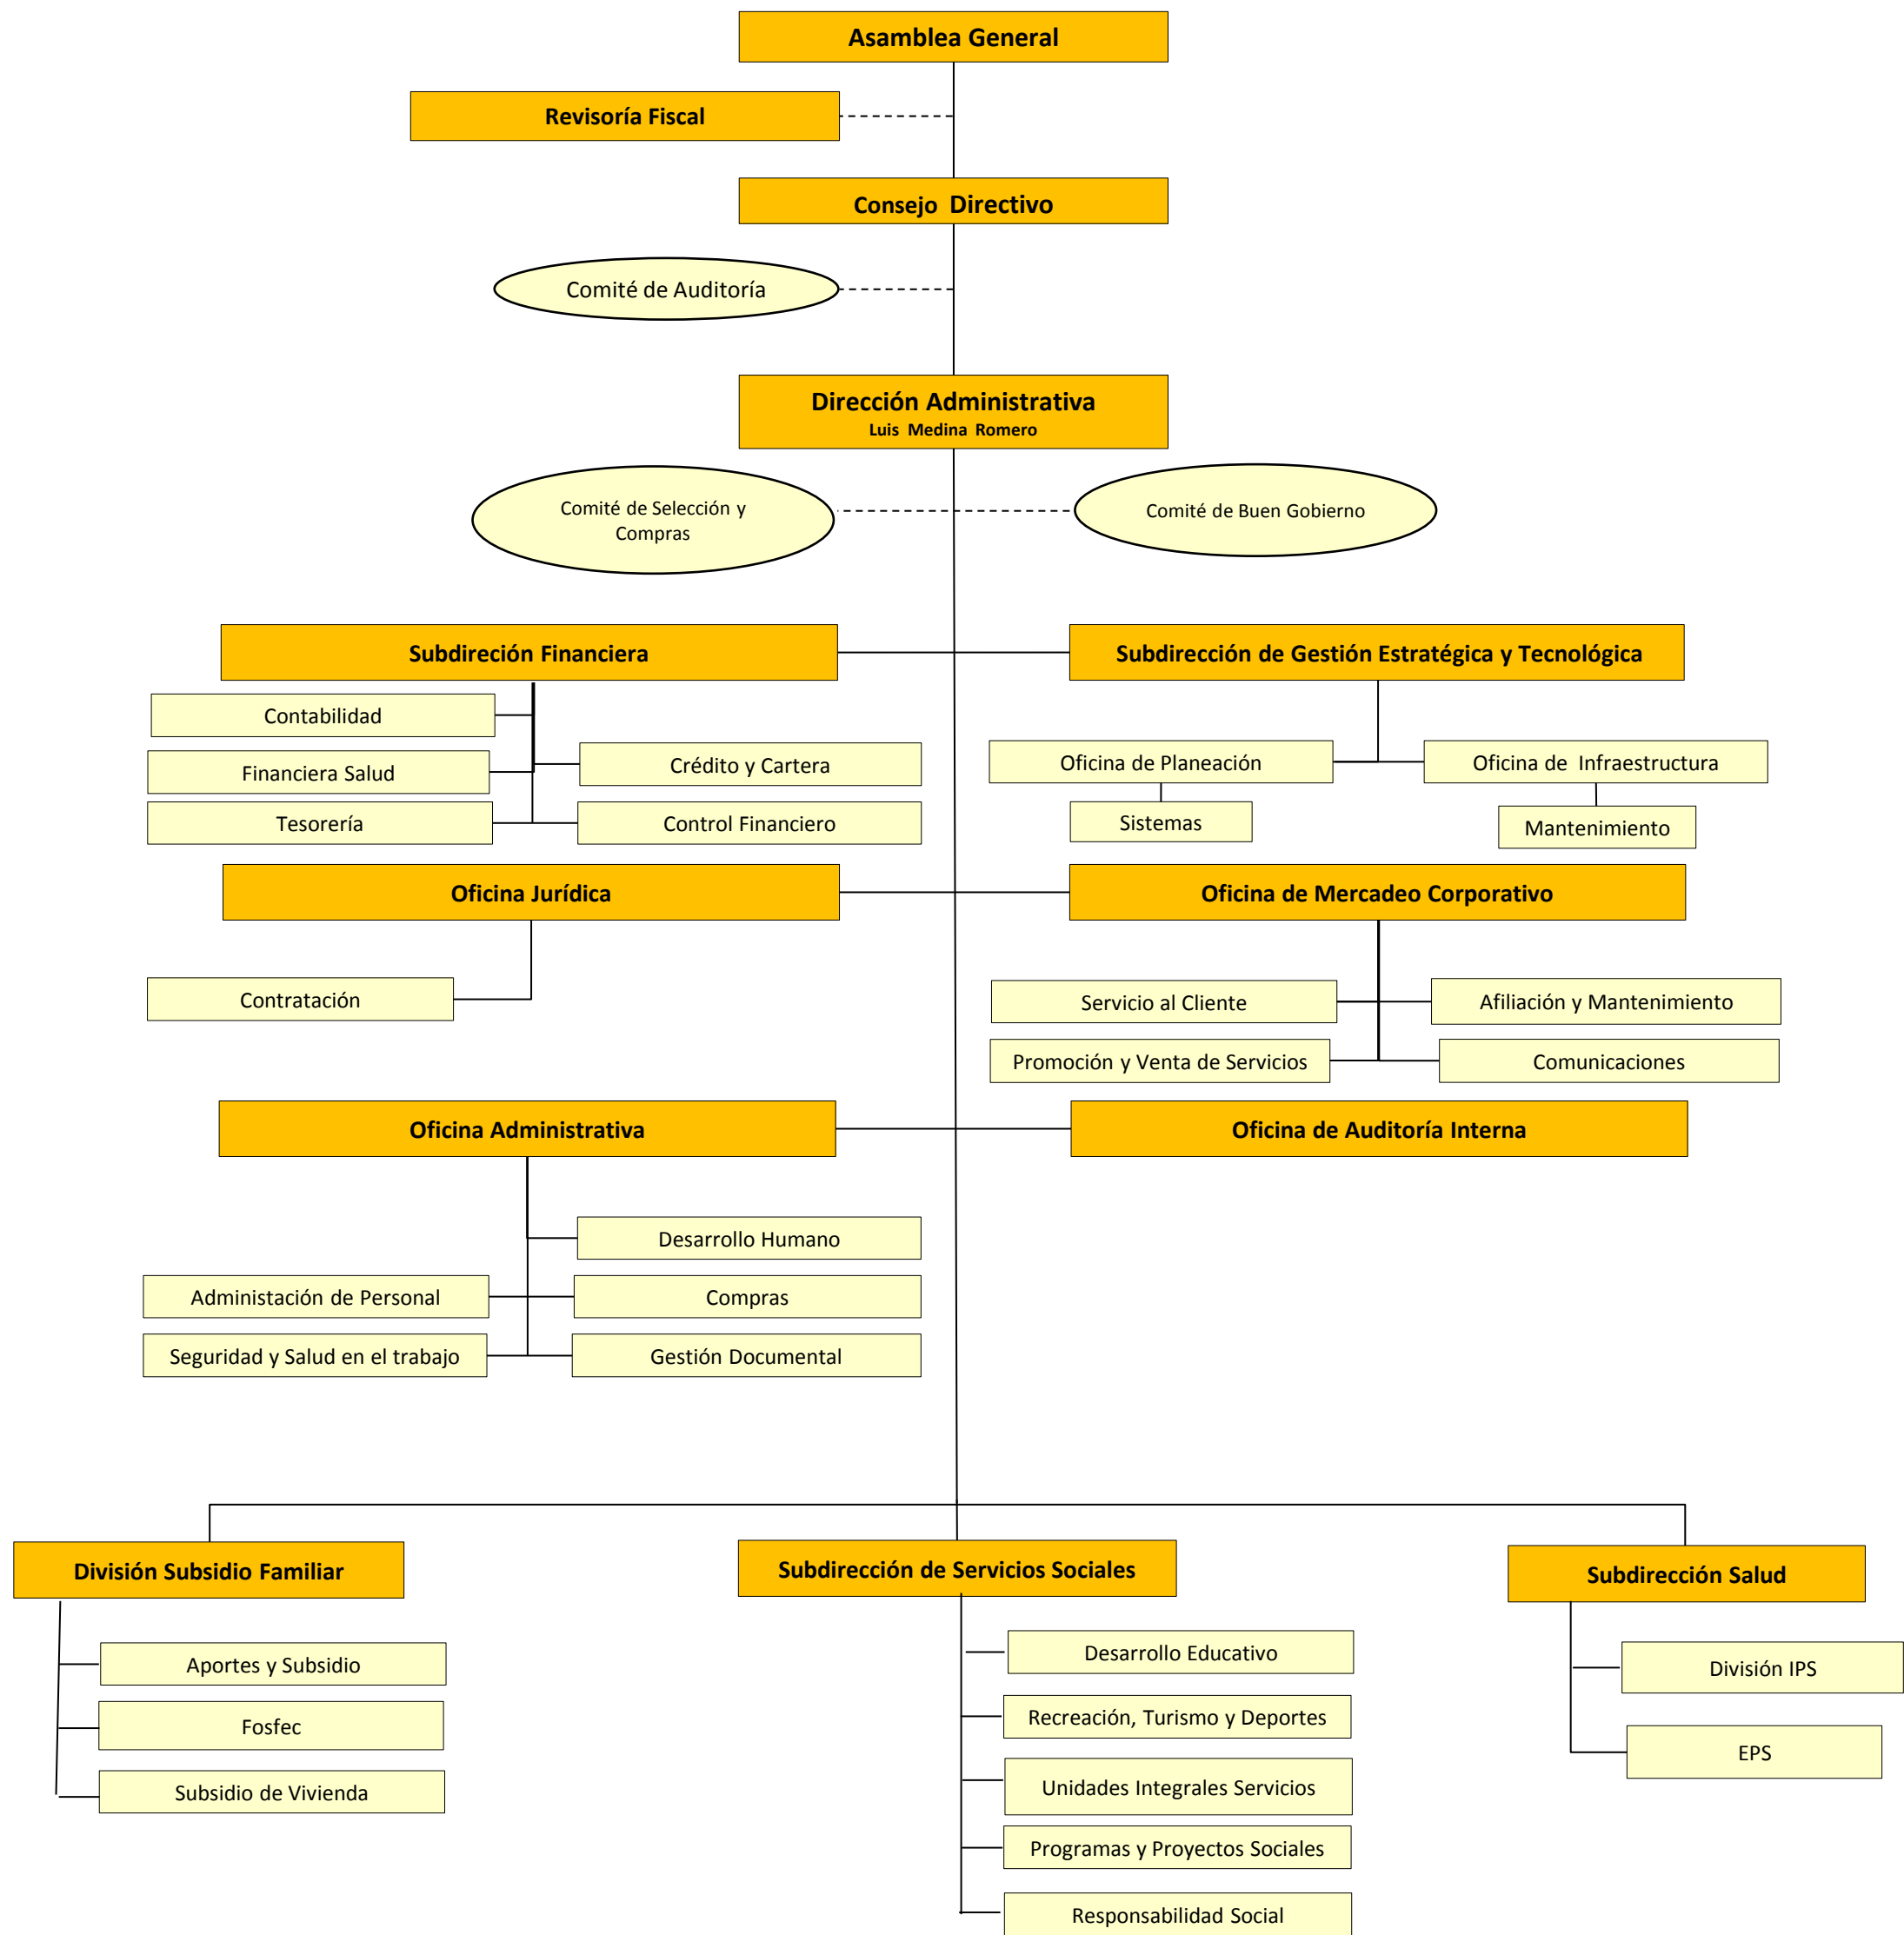 Asamblea General
Revisoría Fiscal
Consejo Directivo
Comité de Auditoría
Dirección Administrativa
Luis Medina Romero
Comité de Selección y
Compras
Comité de Buen Gobierno
Subdireción Financiera
Subdirección de Gestión Estratégica y Tecnológica
Contabilidad
Financiera Salud
Crédito y Cartera
Tesorería
Control Financiero
Oficina de Planeación
Oficina de Infraestructura
Sistemas
Mantenimiento
Oficina Jurídica
Oficina de Mercadeo Corporativo
Contratación
Servicio al Cliente
Afiliación y Mantenimiento
Promoción y Venta de Servicios
Comunicaciones
Oficina Administrativa
Oficina de Auditoría Interna
Desarrollo Humano
Administación de Personal
Compras
Seguridad y Salud en el trabajo
Gestión Documental
División Subsidio Familiar
Subdirección de Servicios Sociales
Subdirección Salud
Aportes y Subsidio
Fosfec
Subsidio de Vivienda
Desarrollo Educativo
Recreación, Turismo y Deportes
Unidades Integrales Servicios
Programas y Proyectos Sociales
Responsabilidad Social
División IPS
EPS